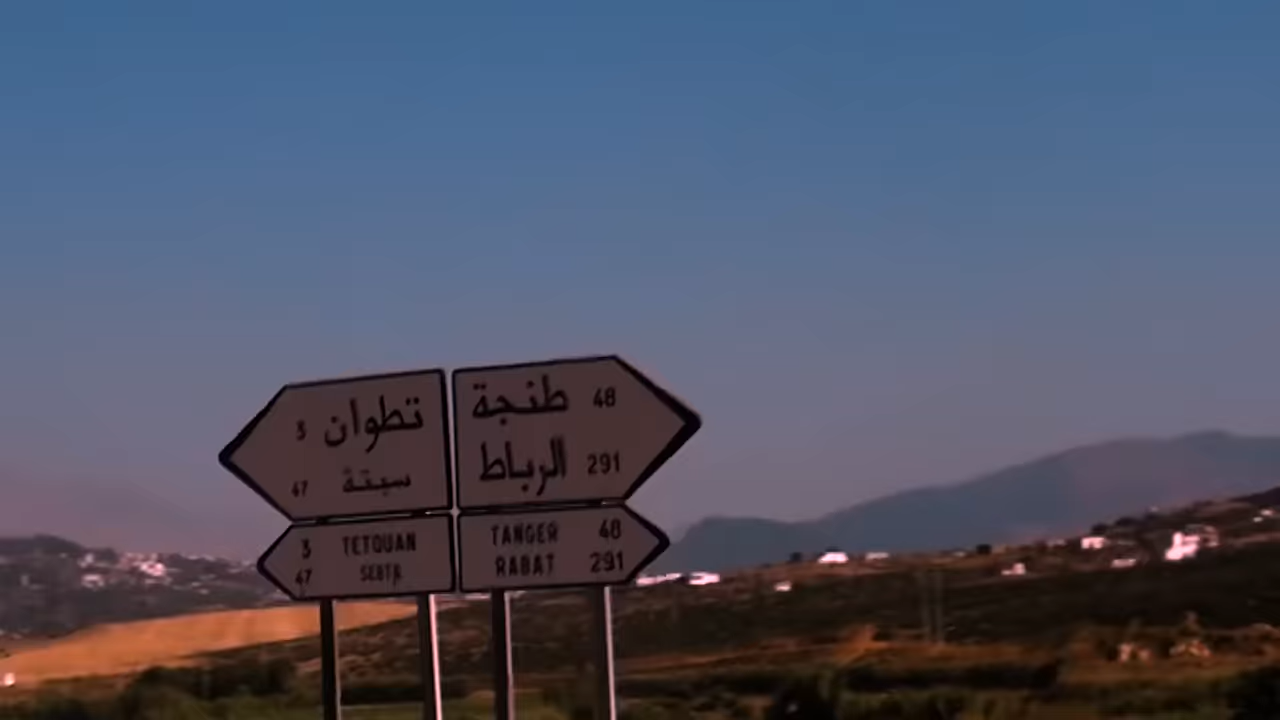 تطوان 3
سبتة 47
طنجة 48
الرباط 291
3 TETOUAN
47 SEBTA
TANGER 48
RABAT 291